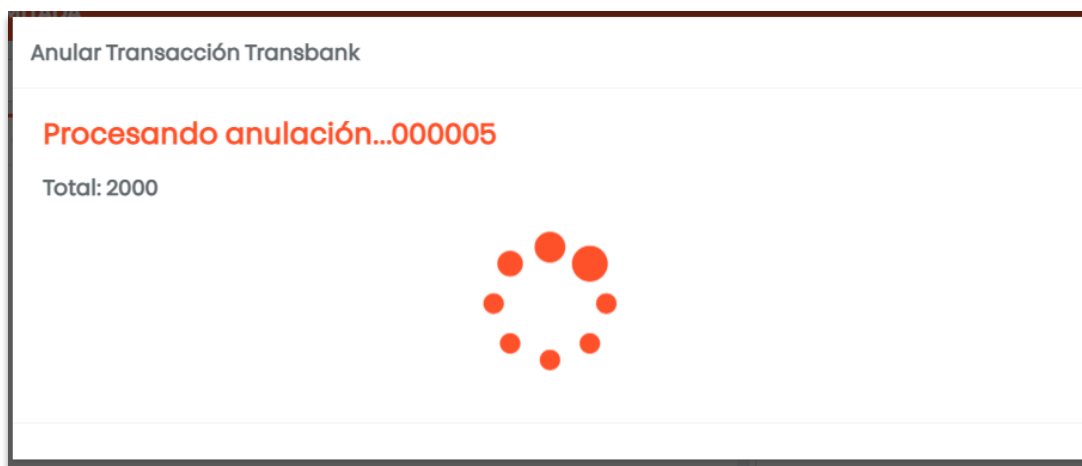 Anular Transacción Transbank
Procesando anulación...000005
Total: 2000